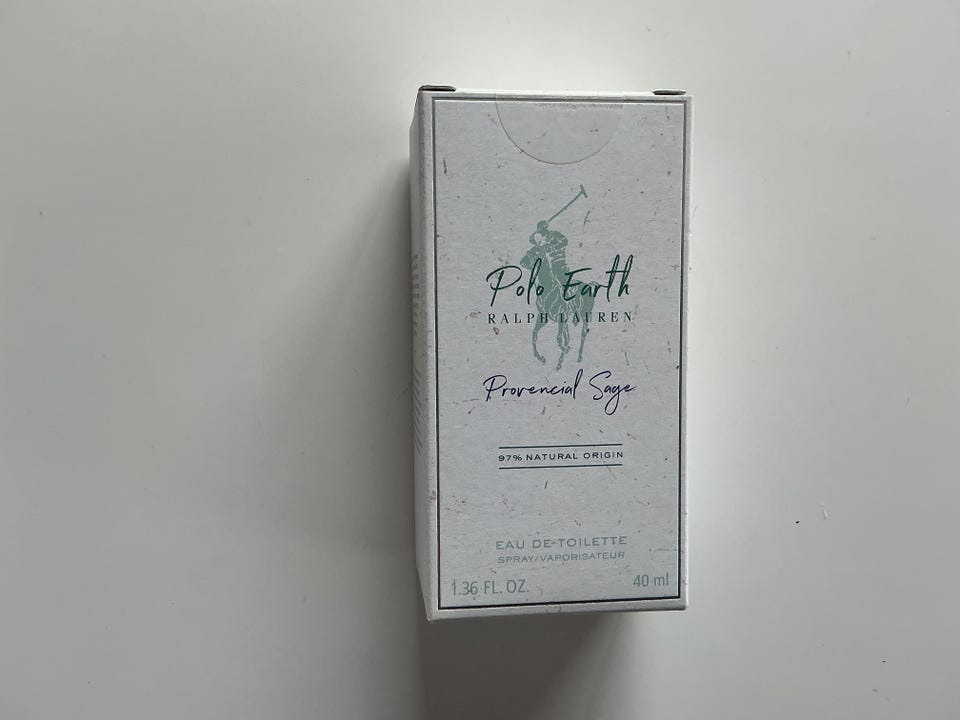 Polo Earth
RALPH LAUREN
Provencial Sage
97% NATURAL ORIGIN
EAU DE-TOILETTE
SPRAY/VAPORISATEUR
1.36 FL. OZ.
40 ml